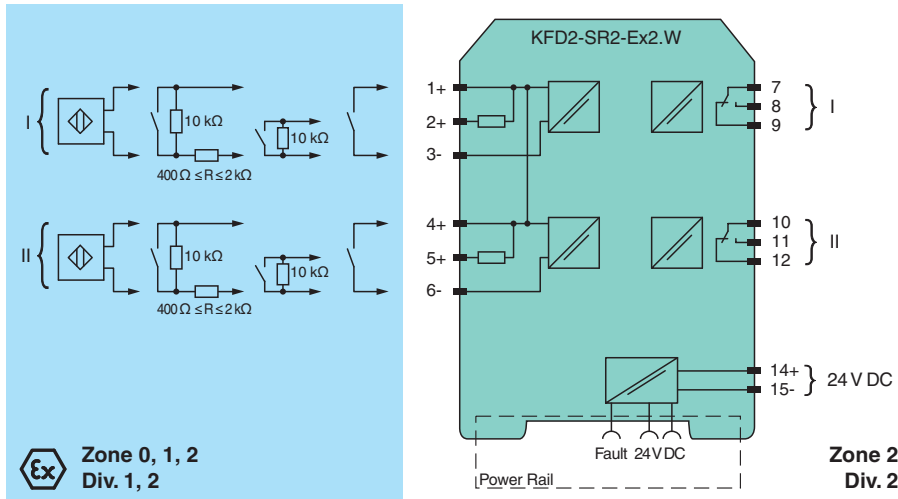 KFD2-SR2-Ex2.W
I
10 kΩ
10 kΩ
400 Ω ≤ R ≤ 2 kΩ
1+
2+
3-
7
8
9
I
II
10 kΩ
10 kΩ
400 Ω ≤ R ≤ 2 kΩ
4+
5+
6-
10
11
12
II
14+
15-
24 V DC
Fault 24 V DC
Power Rail
Ex
Zone 0, 1, 2
Div. 1, 2
Zone 2
Div. 2